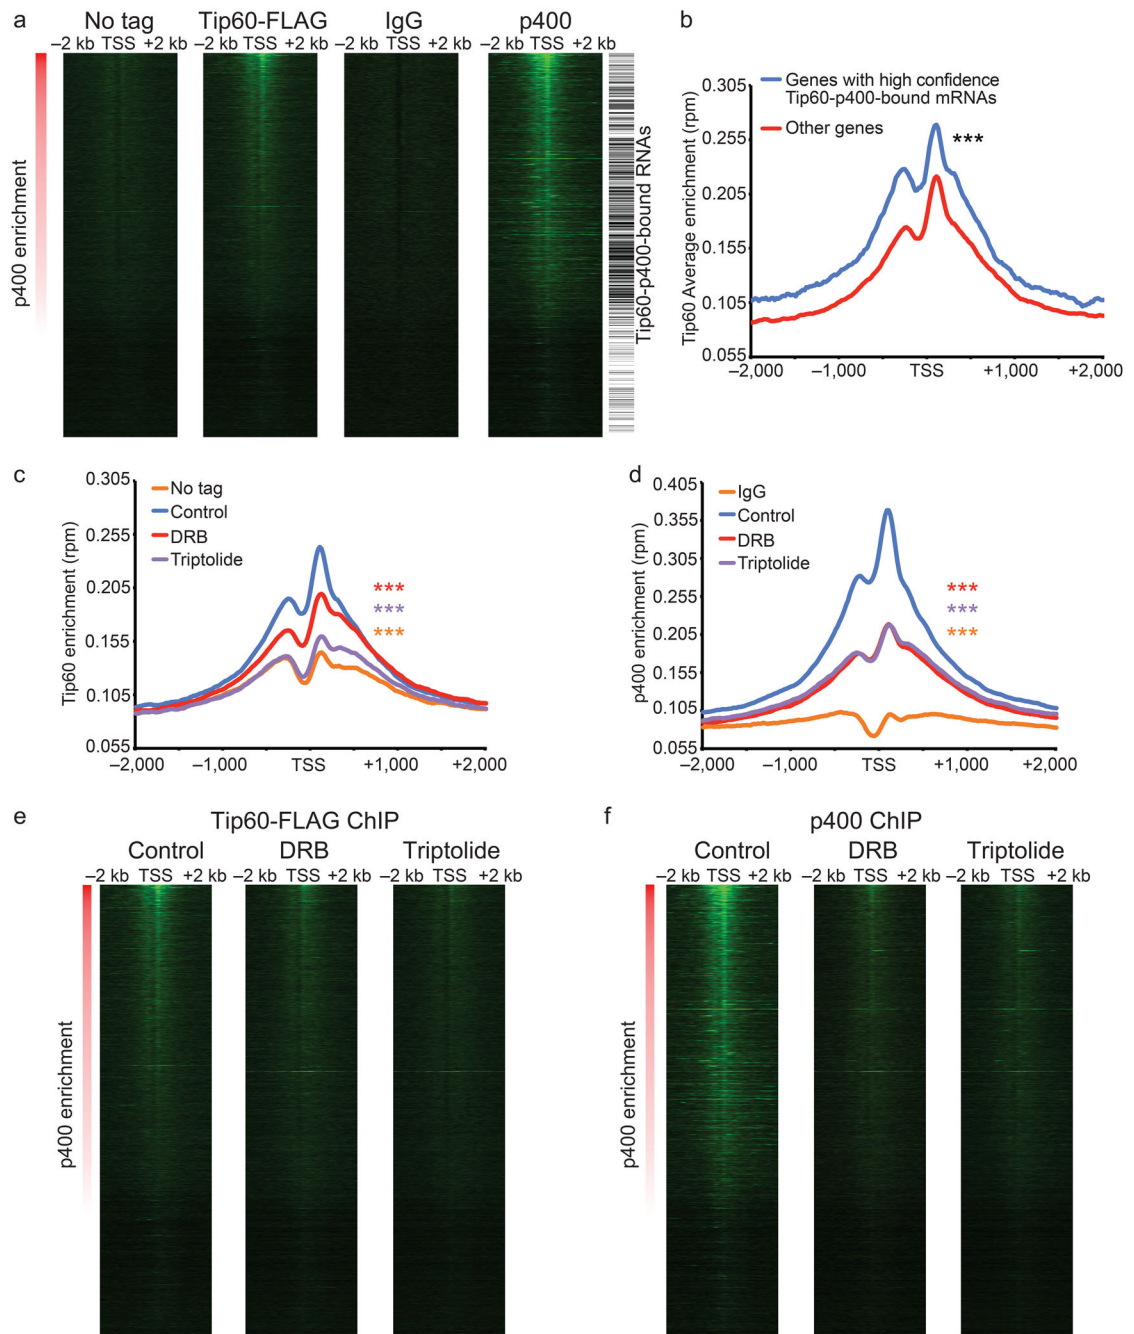 a
No tag
Tip60-FLAG
IgG
p400
–2 kb TSS +2 kb
–2 kb TSS +2 kb
–2 kb TSS +2 kb
–2 kb TSS +2 kb
p400 enrichment
Tip60-p400-bound RNAs
b
Genes with high confidence
Tip60-p400-bound mRNAs
Other genes
***
Tip60 Average enrichment (rpm)
0.305
0.255
0.205
0.155
0.105
0.055
–2,000 –1,000 TSS +1,000 +2,000
c
No tag
Control
DRB
Triptolide
***
***
***
Tip60 enrichment (rpm)
0.305
0.255
0.205
0.155
0.105
0.055
–2,000 –1,000 TSS +1,000 +2,000
d
IgG
Control
DRB
Triptolide
***
***
***
p400 enrichment (rpm)
0.405
0.355
0.305
0.255
0.205
0.155
0.105
0.055
–2,000 –1,000 TSS +1,000 +2,000
e
Tip60-FLAG ChIP
Control
DRB
Triptolide
–2 kb TSS +2 kb
–2 kb TSS +2 kb
–2 kb TSS +2 kb
p400 enrichment
f
p400 ChIP
Control
DRB
Triptolide
–2 kb TSS +2 kb
–2 kb TSS +2 kb
–2 kb TSS +2 kb
p400 enrichment